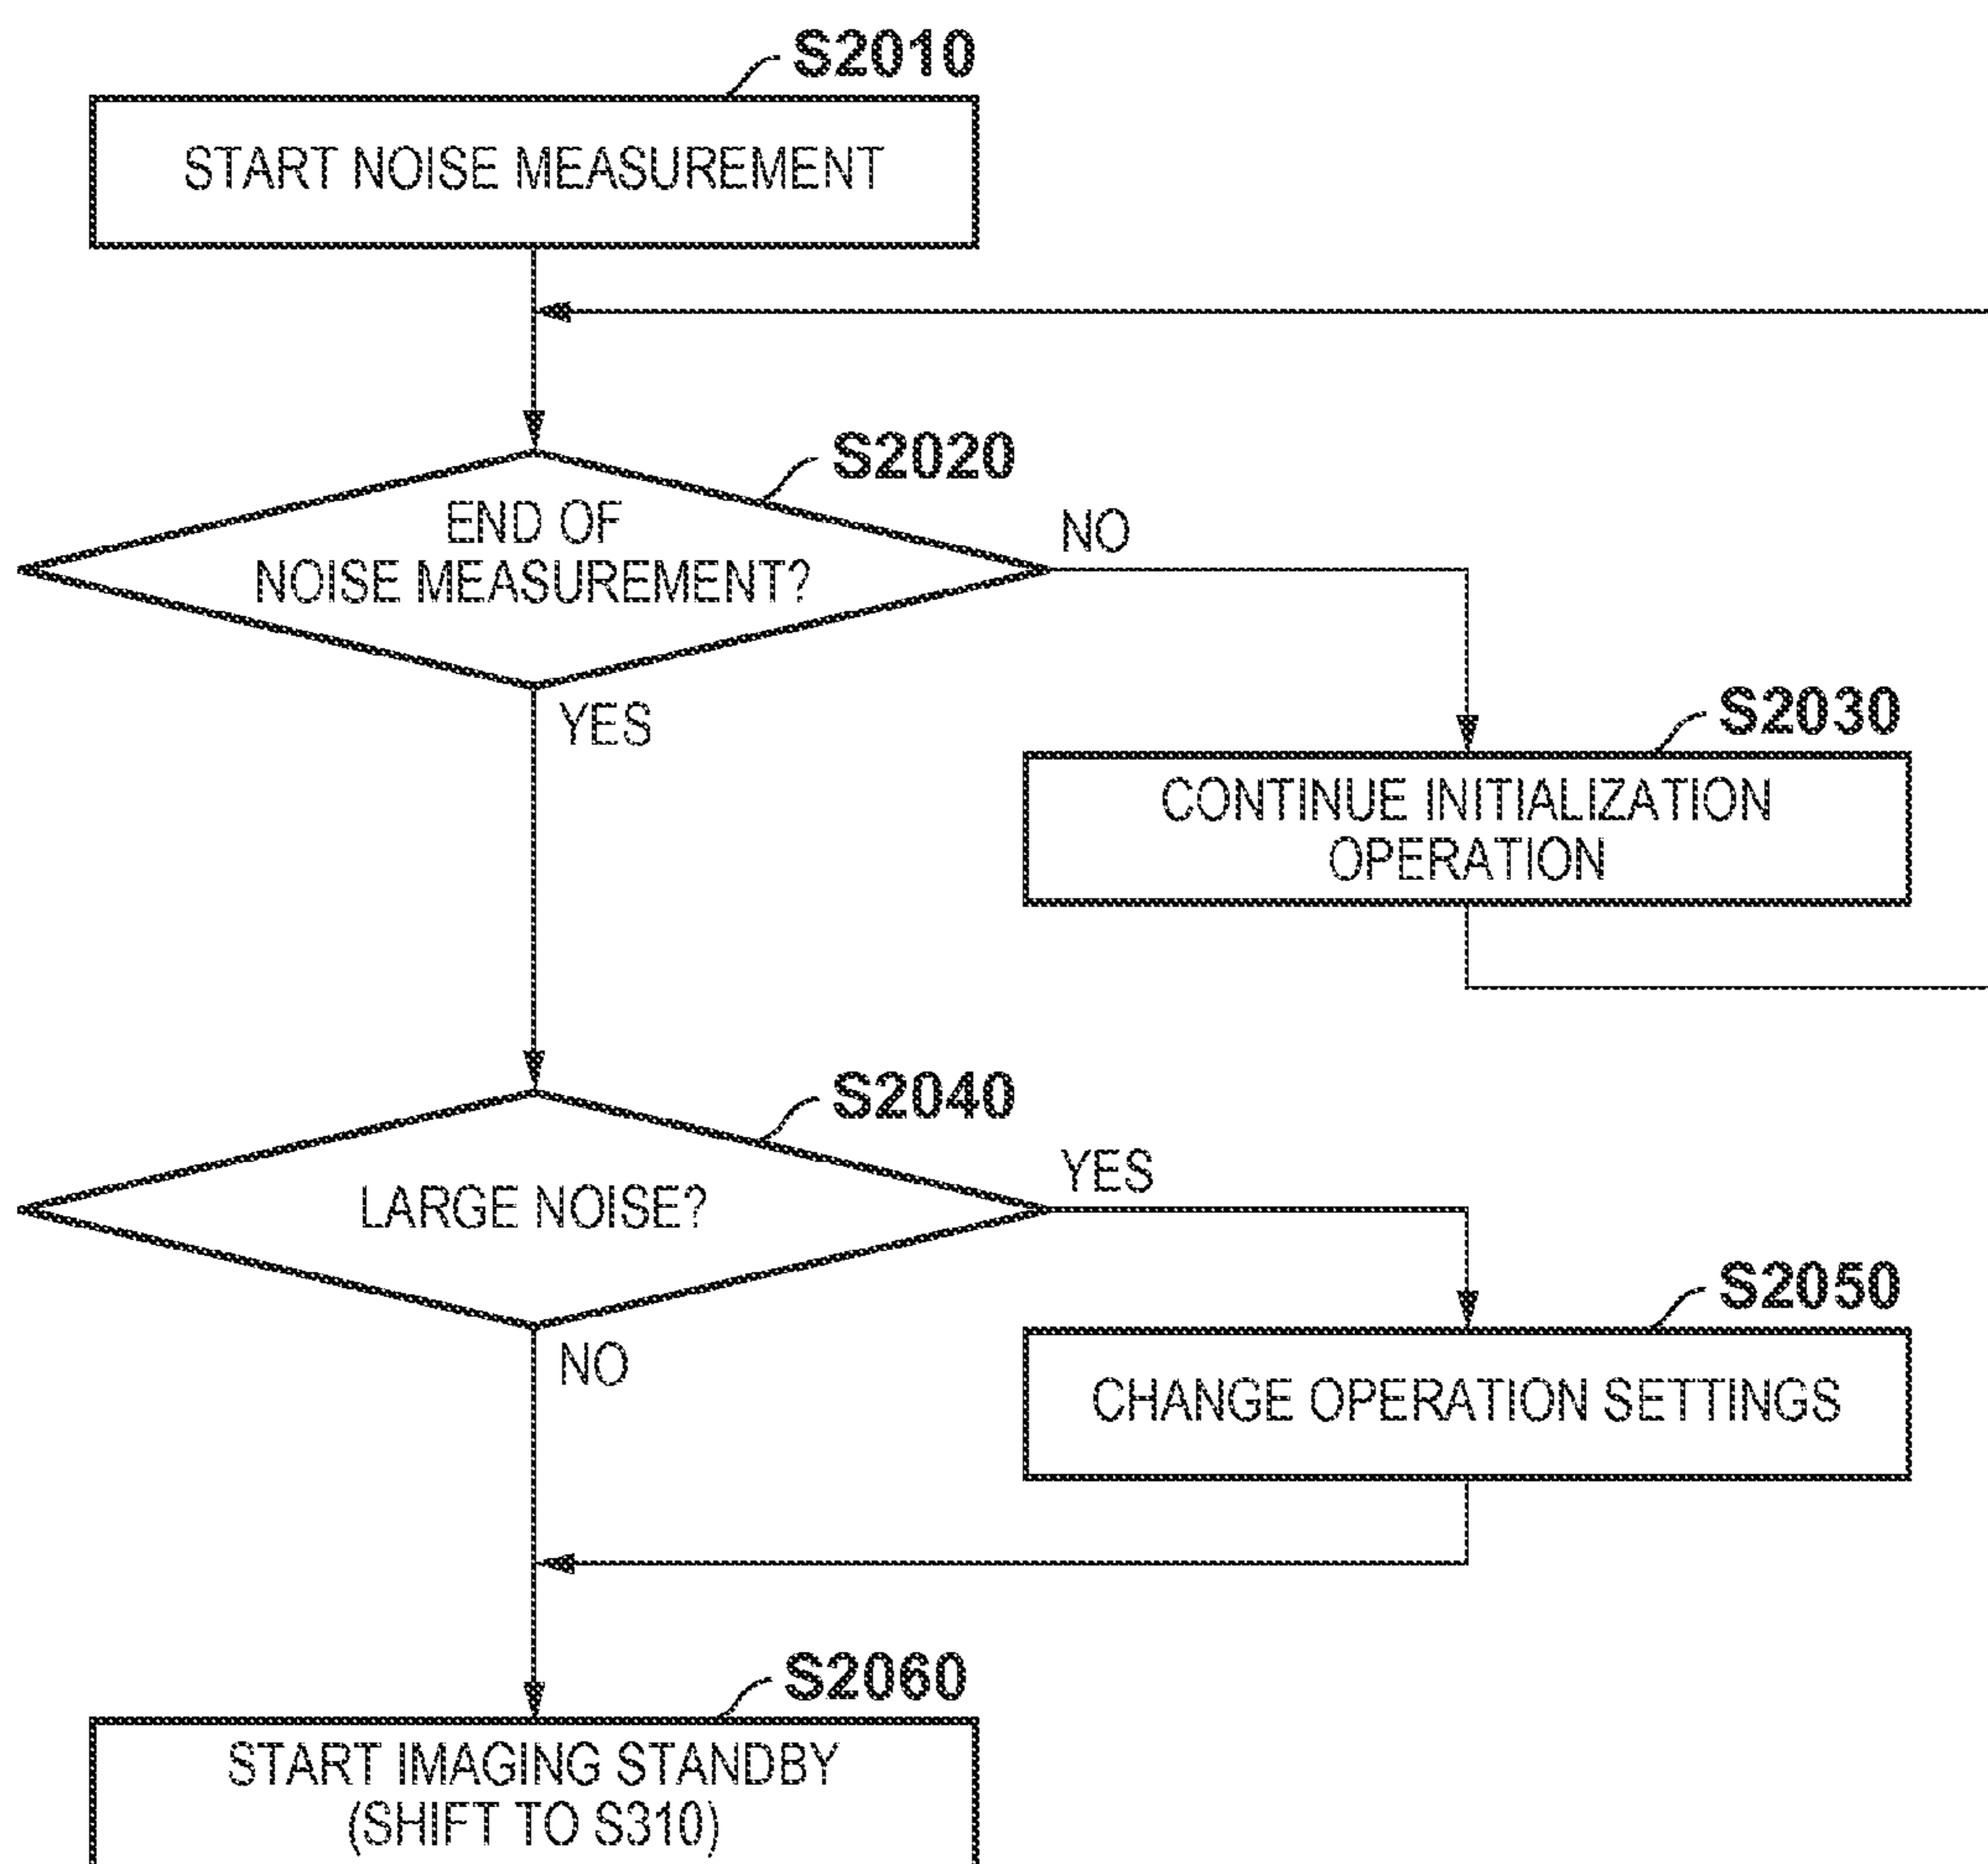 S2010
START NOISE MEASUREMENT
S2020
END OF
NOISE MEASUREMENT?
NO
YES
S2030
CONTINUE INITIALIZATION
OPERATION
S2040
LARGE NOISE?
YES
NO
S2050
CHANGE OPERATION SETTINGS
S2060
START IMAGING STANDBY
(SHIFT TO S310)